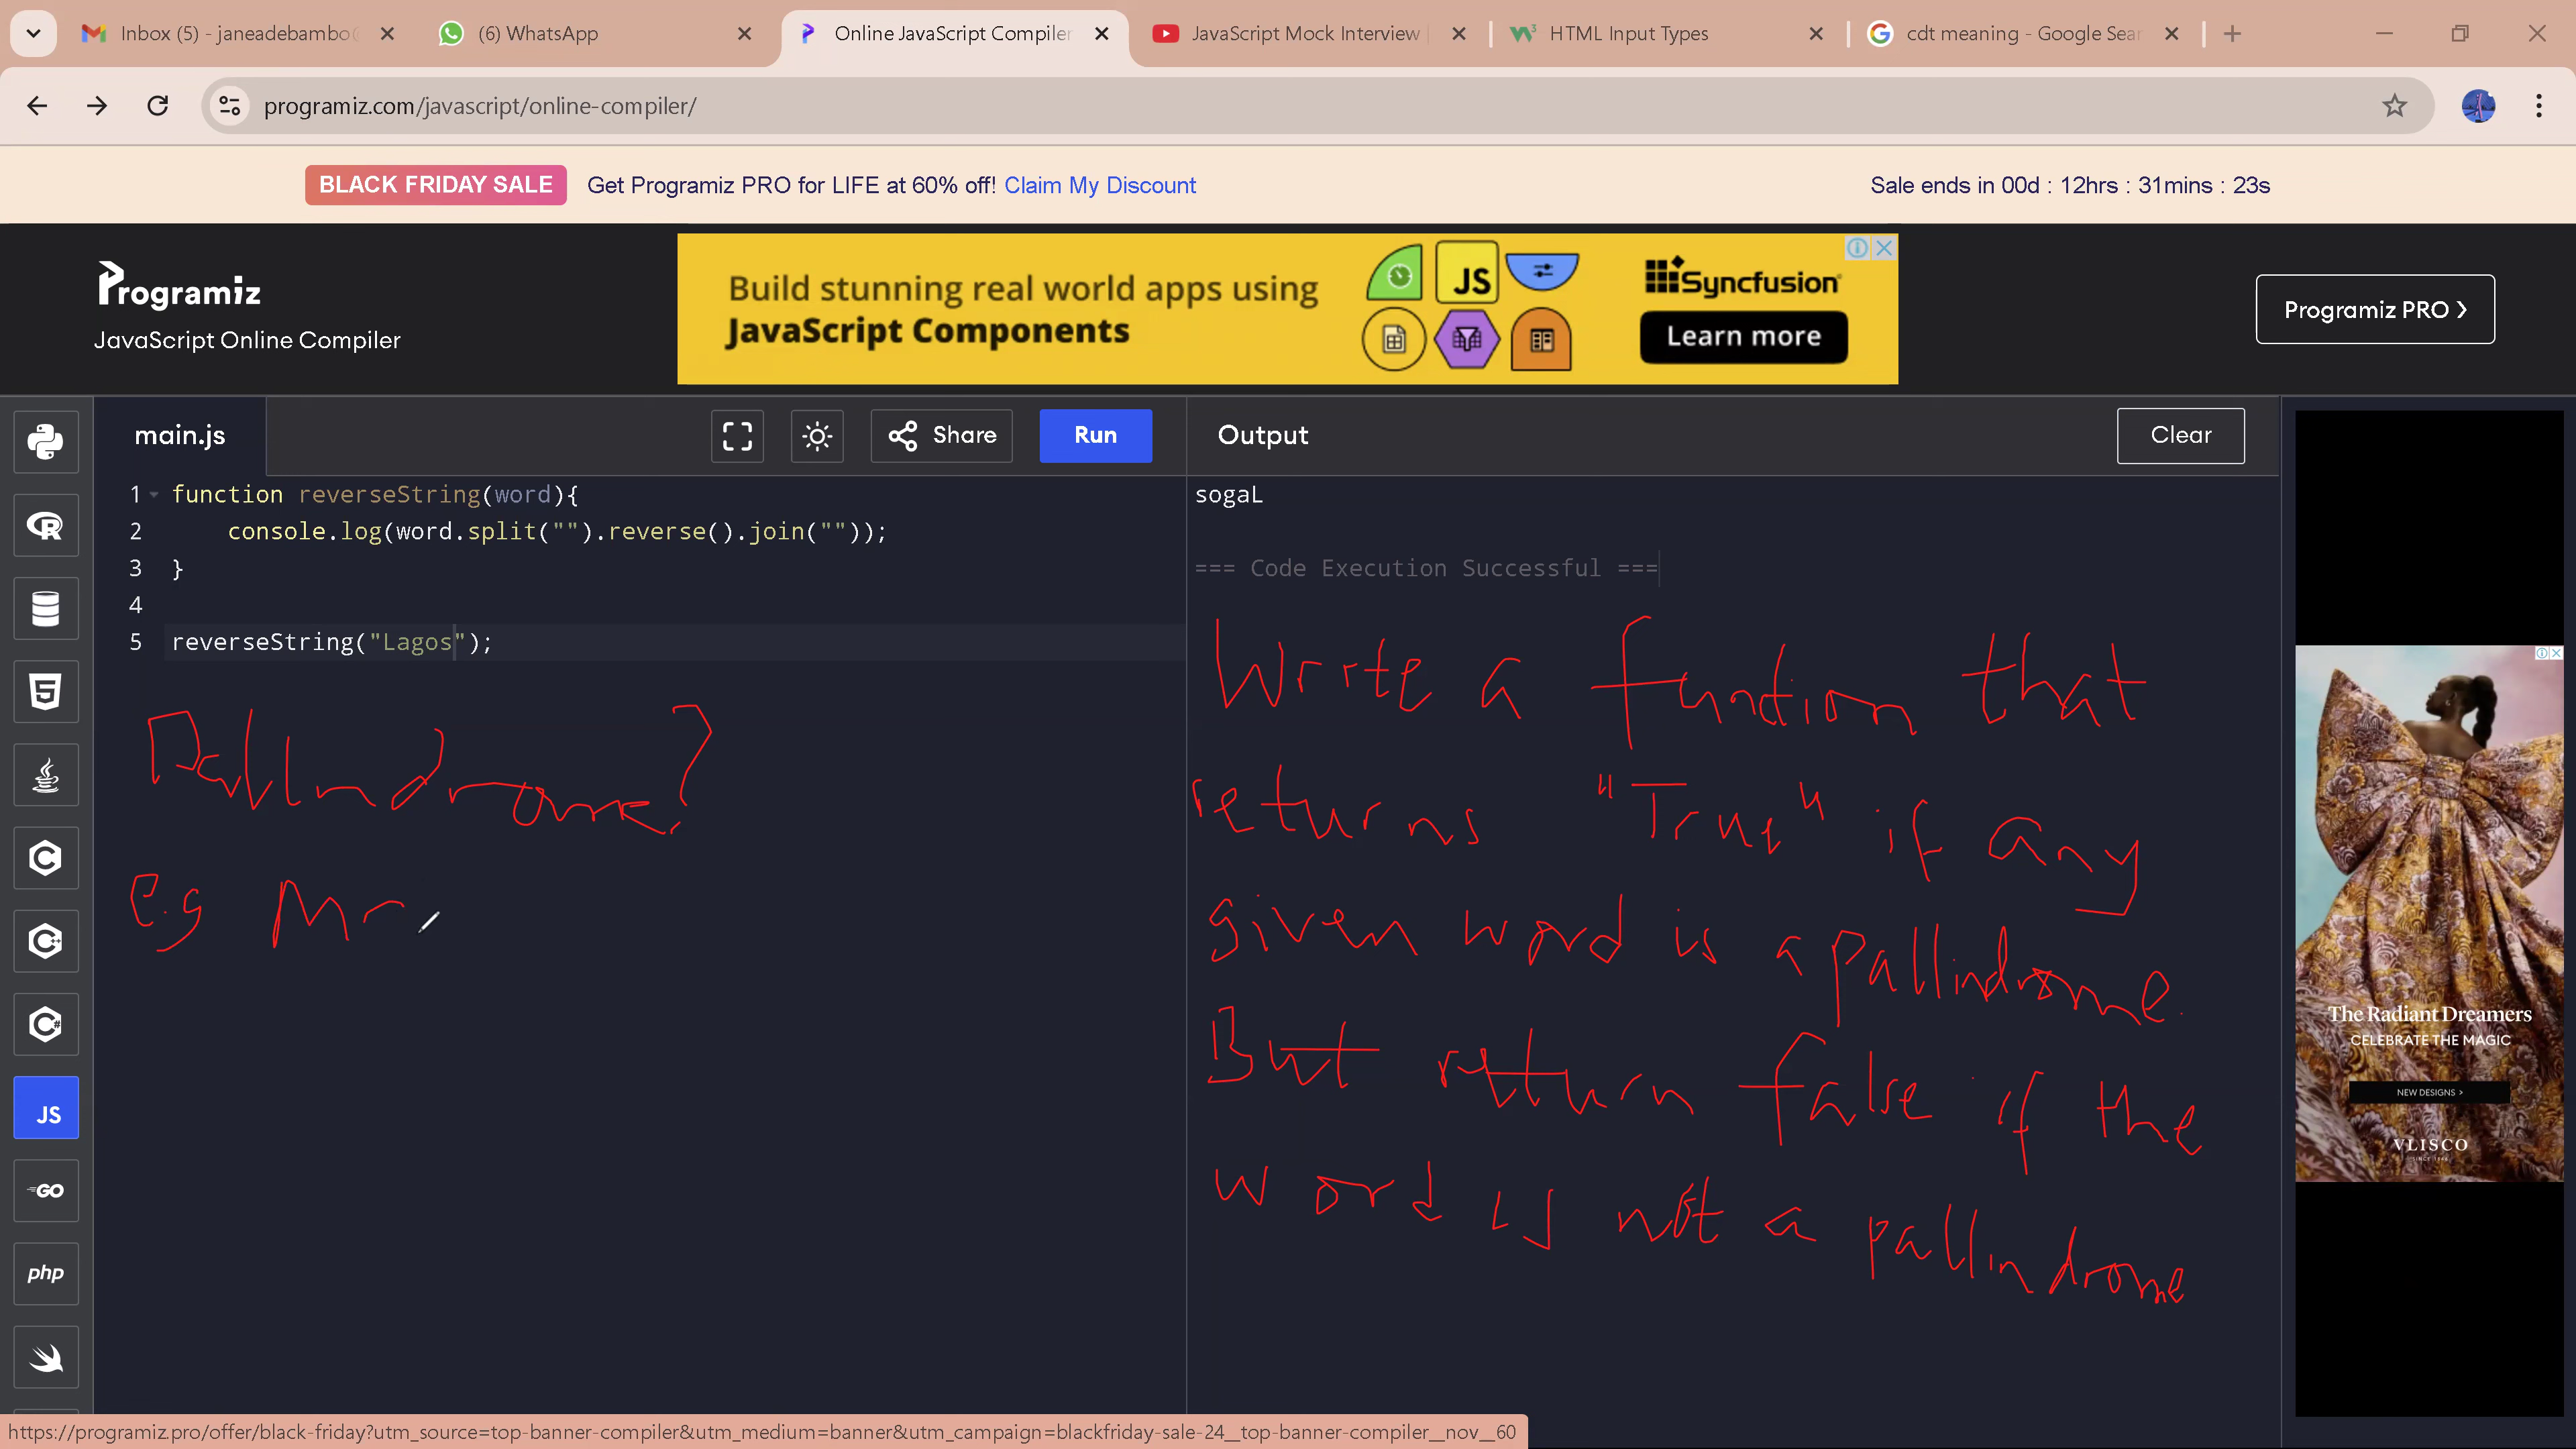 Inbox (5) - janeadebambo@
(6) WhatsApp
Online JavaScript Compiler
JavaScript Mock Interview
HTML Input Types
cdt meaning - Google Sear
programiz.com/javascript/online-compiler/
BLACK FRIDAY SALE Get Programiz PRO for LIFE at 60% off! Claim My Discount
Sale ends in 00d : 12hrs : 31mins : 23s
Programiz
JavaScript Online Compiler
Build stunning real world apps using
JavaScript Components
JS
Syncfusion
Learn more
Programiz PRO
main.js
Share
Run
Output
Clear
1 function reverseString(word){
2 console.log(word.split("").reverse().join(""));
3 }
4
5 reverseString("Lagos");
sogaL
=== Code Execution Successful ===
Pallindrome?
e.g M
Write a function that
returns "True" if any
given word is a pallindrome.
But return false if the
word is not a pallindrome
JS
GO
php
The Radiant Dreamers
CELEBRATE THE MAGIC
NEW DESIGNS >
VLISCO
https://programiz.pro/offer/black-friday?utm_source=top-banner-compiler&utm_medium=banner&utm_campaign=blackfriday-sale-24__top-banner-compiler__nov__60